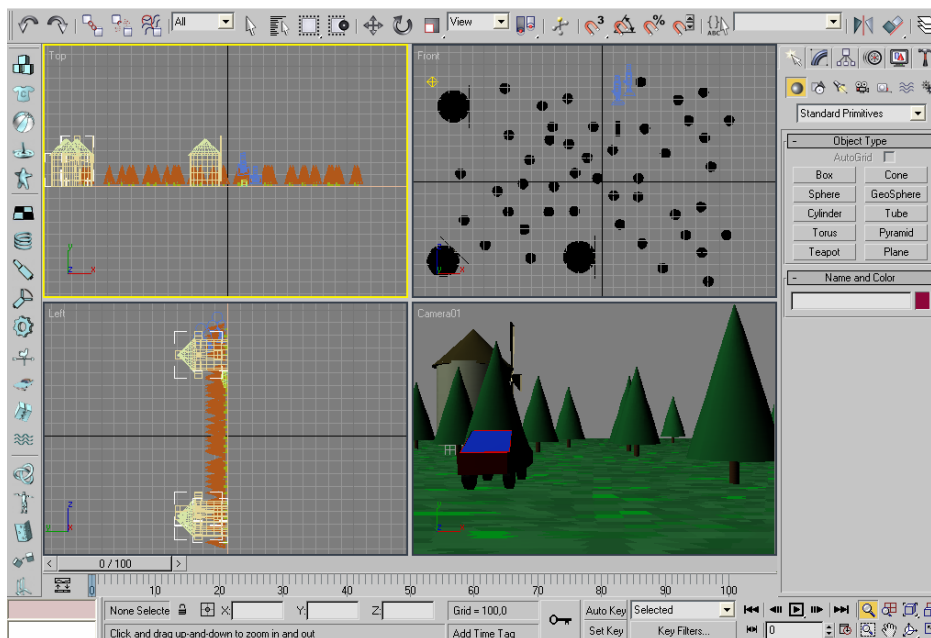 All
View
3
%
{}
ABC
Top
Front
Standard Primitives
- Object Type
AutoGrid
Box Cone
Sphere GeoSphere
Cylinder Tube
Torus Pyramid
Teapot Plane
- Name and Color
y
z x
y
z x
Left
Camera01
z
y x
z
y x
< 0 / 100 >
0 10 20 30 40 50 60 70 80 90 100
None Selecte X: Y: Z: Grid = 100,0 Auto Key Selected
Click and drag up-and-down to zoom in and out Add Time Tag Set Key Key Filters... 0